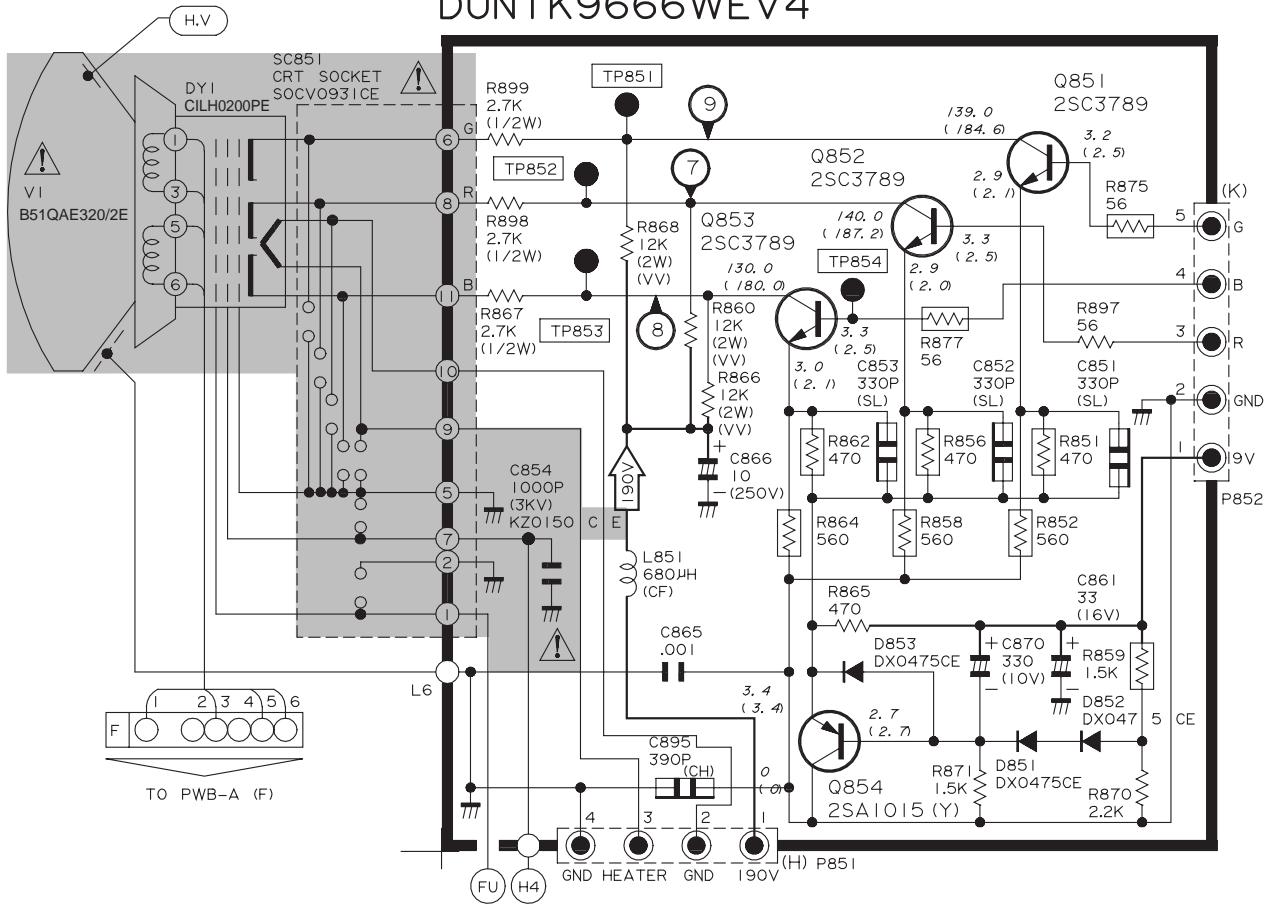 DUNTK9666WEV4
H.V
SC851
CRT SOCKET
SOCV0931CE
DY1
CILH0200PE
V1
B51QAE320/2E
1
3
5
6
R899
2.7K
(1/2W)
TP851
9
139.0
(184.6)
Q851
2SC3789
3.2
(2.5)
2.9
(2.1)
6
G
TP852
7
Q852
2SC3789
R875
56
(K)
5
G
8
R
R898
2.7K
(1/2W)
R868
12K
(2W)
(VV)
Q853
2SC3789
140.0
(187.2)
3.3
(2.5)
2.9
(2.0)
TP854
130.0
(180.0)
4
B
11
B
R867
2.7K
(1/2W)
TP853
8
R860
12K
(2W)
(VV)
3.3
(2.5)
R877
56
R897
56
3
R
3.0
(2.1)
R866
12K
(2W)
(VV)
C853
330P
(SL)
C852
330P
(SL)
C851
330P
(SL)
2
GND
10
9
R862
470
R856
470
R851
470
1
9V
P852
C854
1000P
(3KV)
KZ0150 C E
190V
+
C866
10
(250V)
-
5
7
2
1
R864
560
R858
560
R852
560
L851
680µH
(CF)
R865
470
C861
33
(16V)
C865
.001
D853
DX0475CE
+
C870
330
(10V)
-
+
-
R859
1.5K
L6
3.4
(3.4)
2.7
(2.7)
D852
DX047 5 CE
F
1 2 3 4 5 6
C895
390P
(CH)
0
(0)
D851
DX0475CE
R871
1.5K
R870
2.2K
TO PWB-A (F)
Q854
2SA1015 (Y)
4 3 2 1
(H) P851
GND HEATER GND 190V
FU
H4